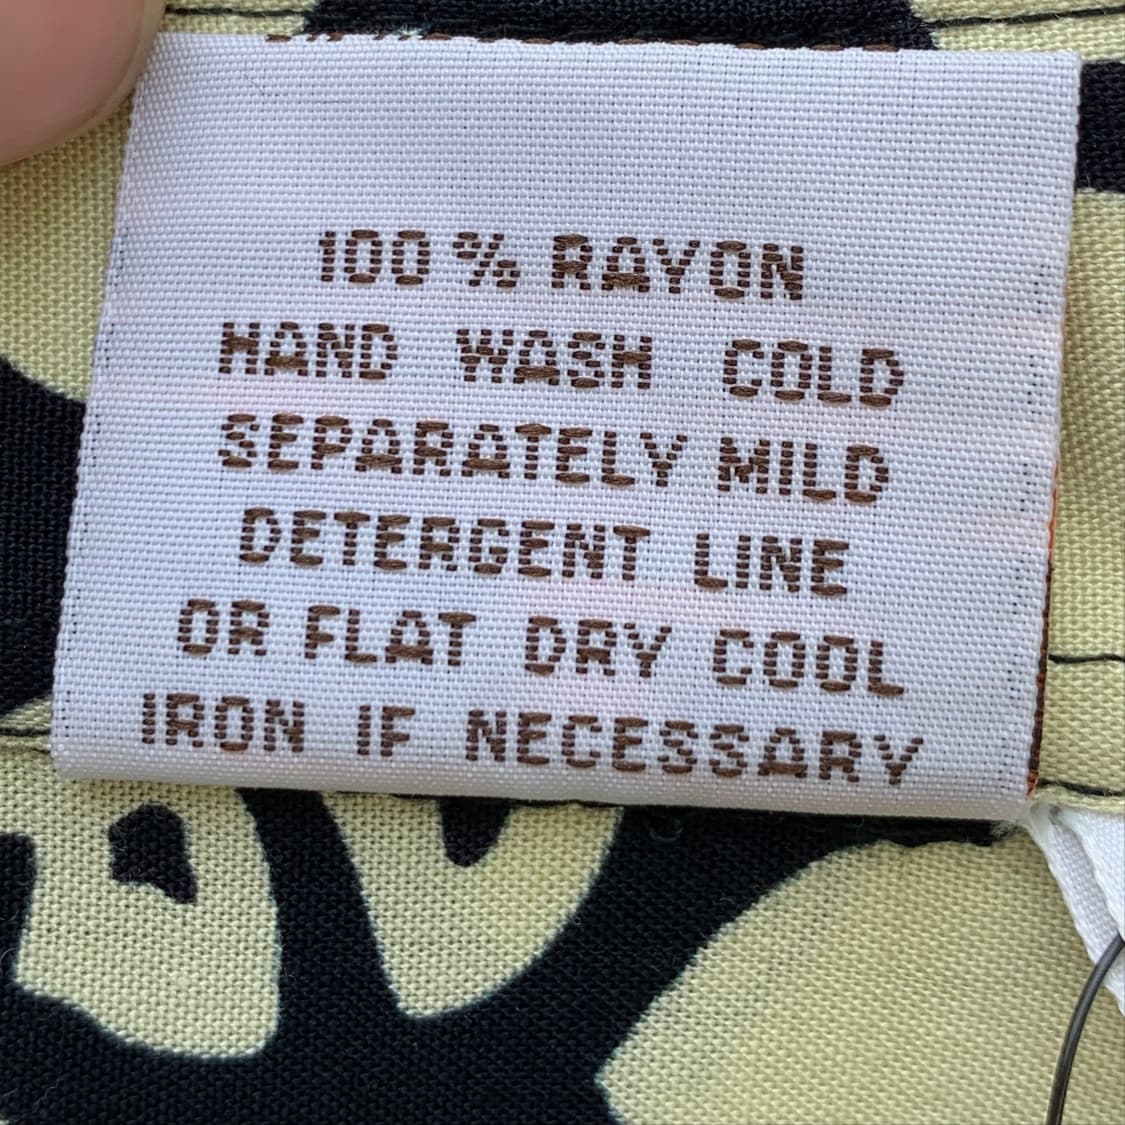 100 % RAYON
HAND WASH COLD
SEPARATELY MILD
DETERGENT LINE
OR FLAT DRY COOL
IRON IF NECESSARY